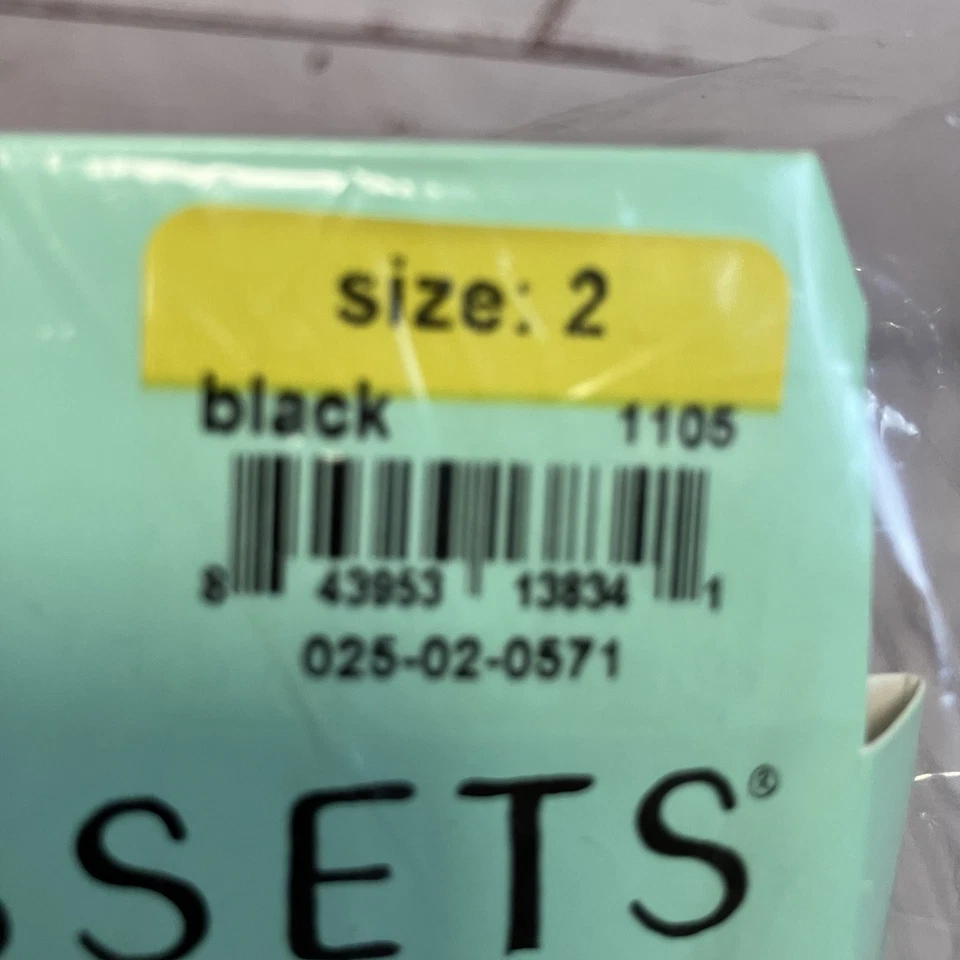 size: 2
black 1105
8 43953 13834 1
025-02-0571
SSETS®